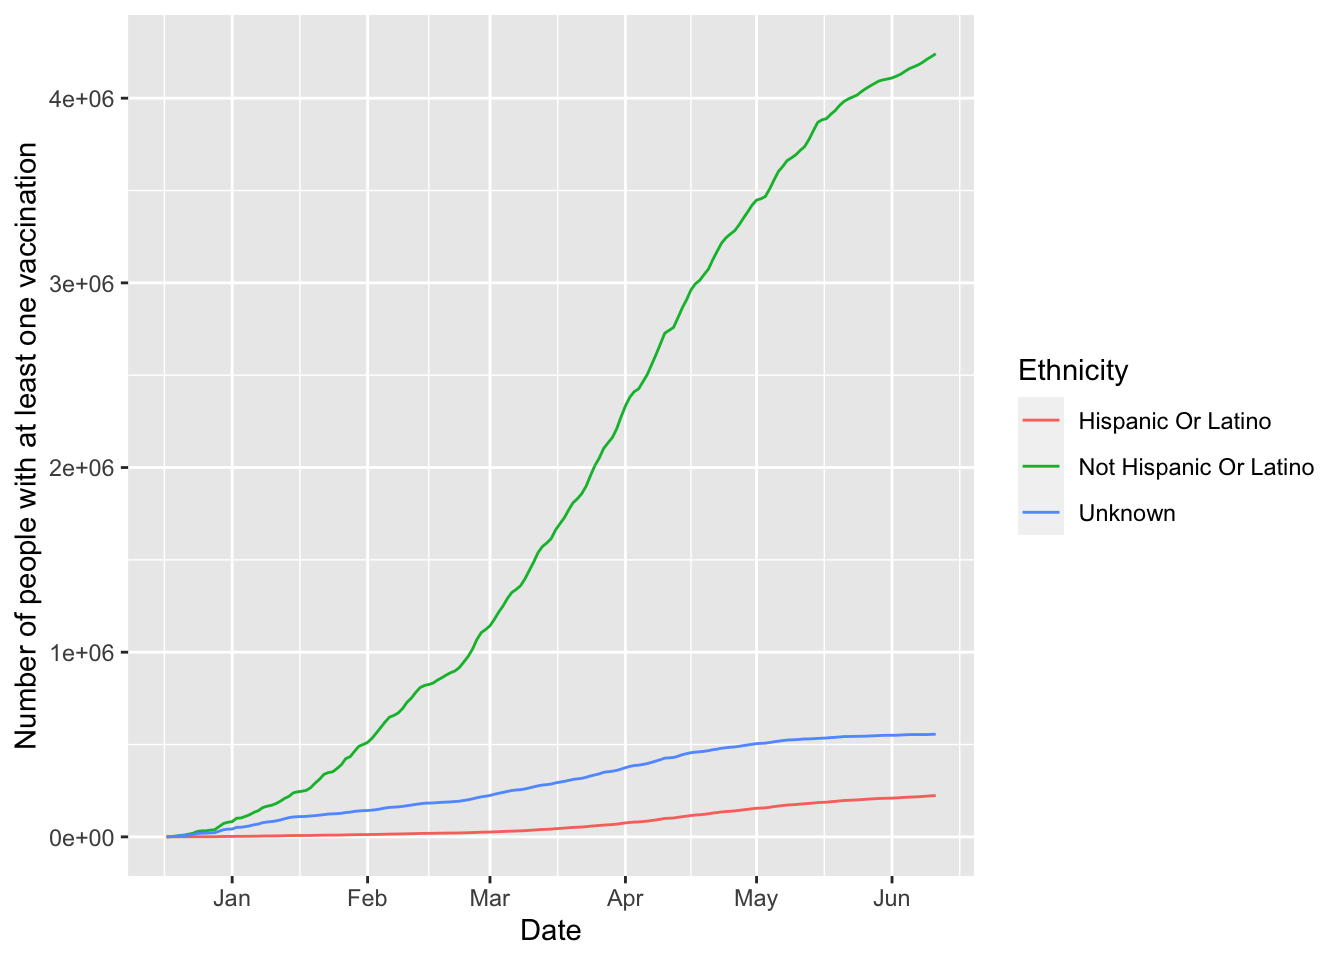 Number of people with at least one vaccination
4e+06
3e+06
2e+06
1e+06
0e+00
Jan Feb Mar Apr May Jun
Date
Ethnicity
Hispanic Or Latino
Not Hispanic Or Latino
Unknown